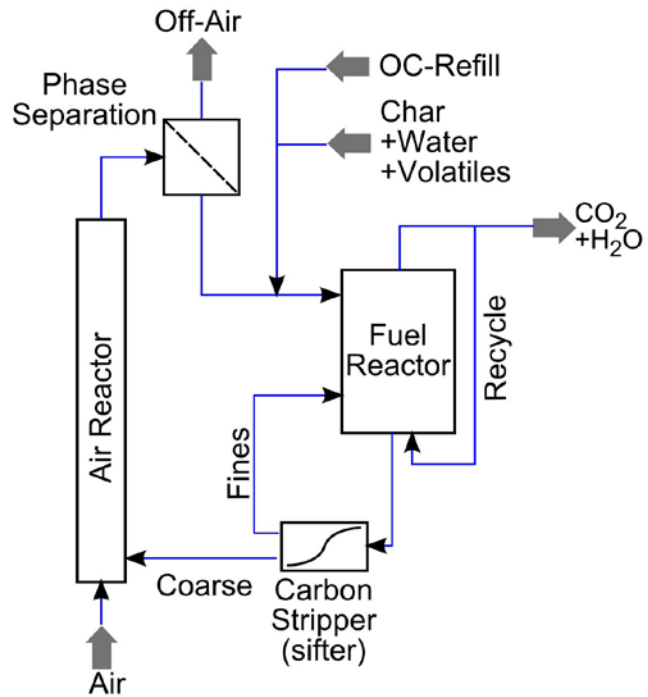 Off-Air
Phase
Separation
OC-Refill
Char
+Water
+Volatiles
CO₂
+H₂O
Fuel
Reactor
Recycle
Air Reactor
Fines
Coarse
Carbon
Stripper
(sifter)
Air